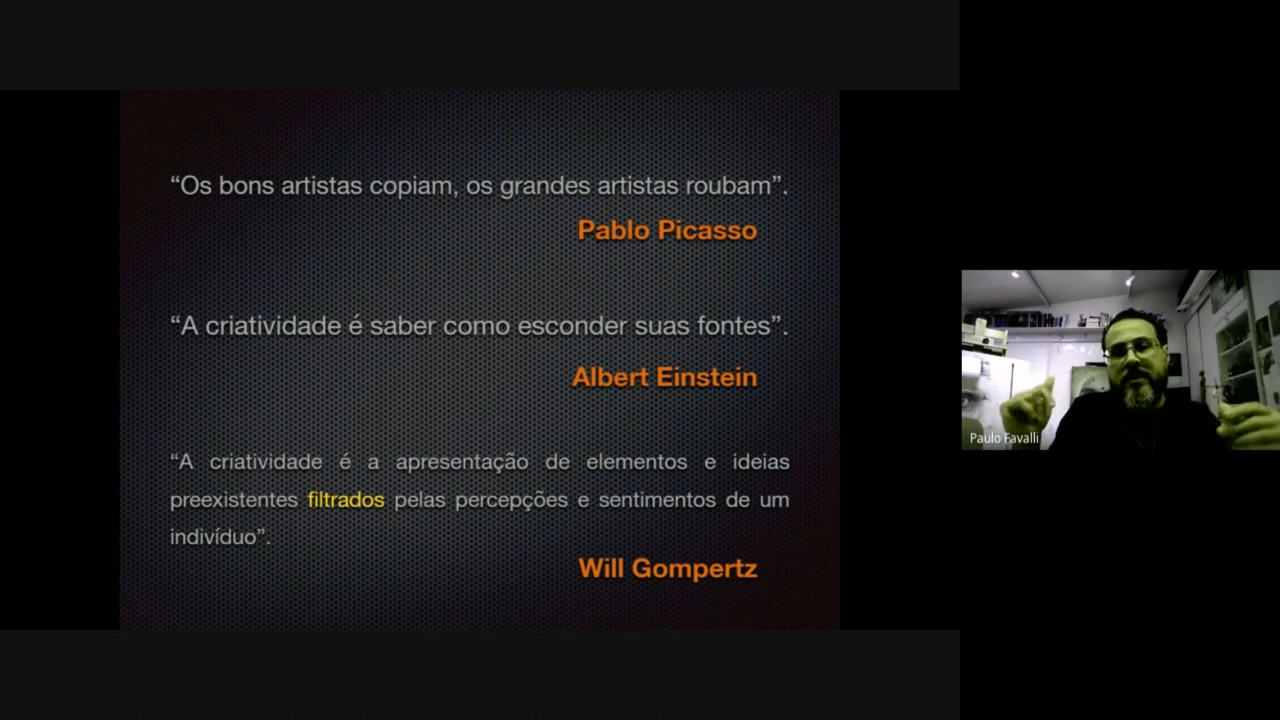 “Os bons artistas copiam, os grandes artistas roubam”.
Pablo Picasso
“A criatividade é saber como esconder suas fontes”.
Albert Einstein
“A criatividade é a apresentação de elementos e ideias
preexistentes filtrados pelas percepções e sentimentos de um
indivíduo”.
Will Gompertz
Paulo Favalli